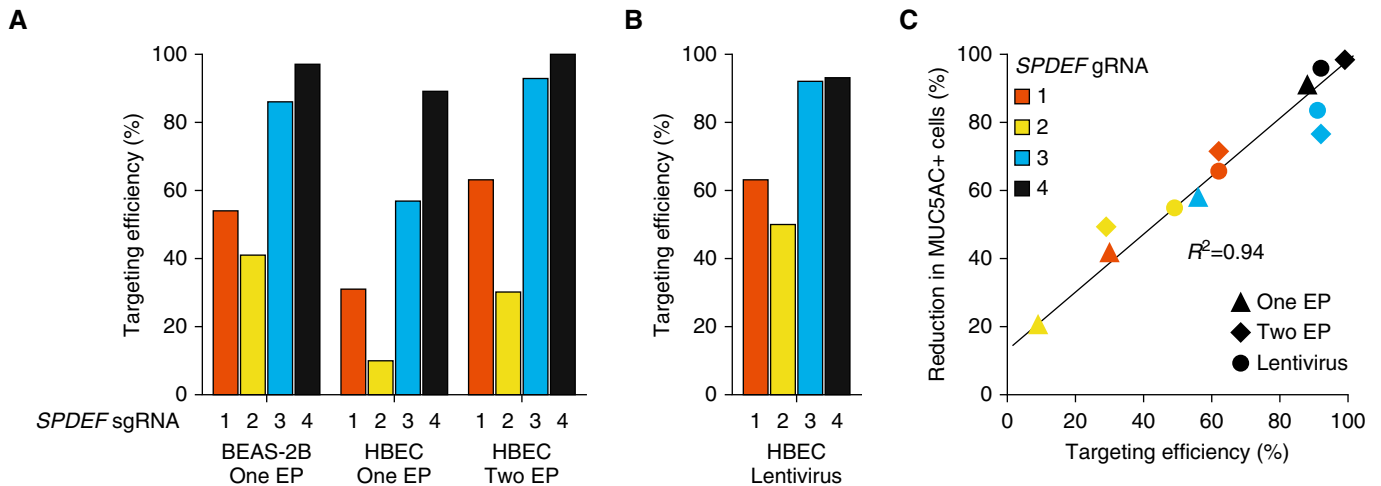 A
Targeting efficiency (%)
100
80
60
40
20
0
SPDEF sgRNA
1 2 3 4
1 2 3 4
1 2 3 4
BEAS-2B
One EP
HBEC
One EP
HBEC
Two EP
B
Targeting efficiency (%)
100
80
60
40
20
0
1 2 3 4
HBEC
Lentivirus
C
Reduction in MUC5AC+ cells (%)
100
80
60
40
20
0
SPDEF gRNA
1
2
3
4
R²=0.94
One EP
Two EP
Lentivirus
0 20 40 60 80 100
Targeting efficiency (%)